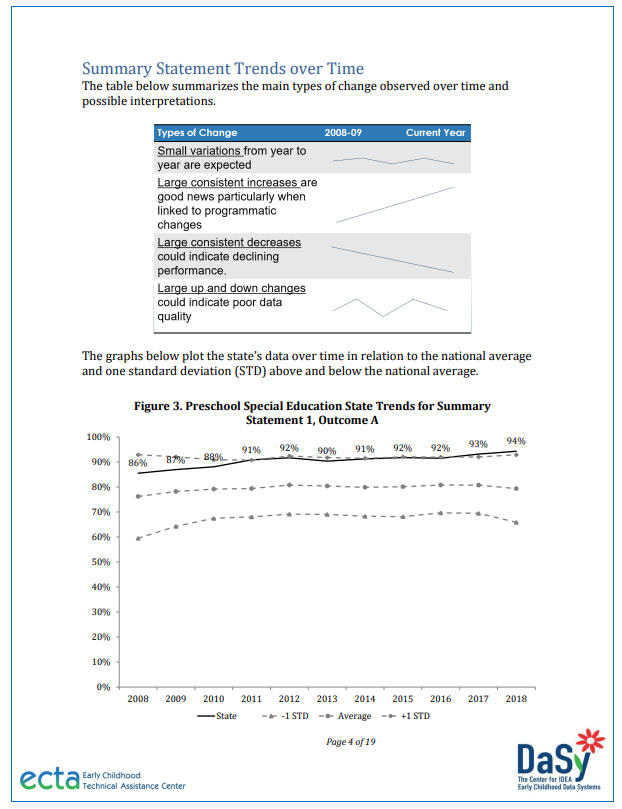 Summary Statement Trends over Time
The table below summarizes the main types of change observed over time and
possible interpretations.
Types of Change 2008-09 Current Year
Small variations from year to
year are expected
Large consistent increases are
good news particularly when
linked to programmatic
changes
Large consistent decreases
could indicate declining
performance.
Large up and down changes
could indicate poor data
quality
The graphs below plot the state's data over time in relation to the national average
and one standard deviation (STD) above and below the national average.
Figure 3. Preschool Special Education State Trends for Summary
Statement 1, Outcome A
100%
90%
80%
70%
60%
50%
40%
30%
20%
10%
0%
86% 87% 88% 91% 92% 90% 91% 92% 92% 93% 94%
2008 2009 2010 2011 2012 2013 2014 2015 2016 2017 2018
State -1 STD Average +1 STD
Page 4 of 19
ecta Early Childhood
Technical Assistance Center
DaSy
The Center for IDEA
Early Childhood Data Systems